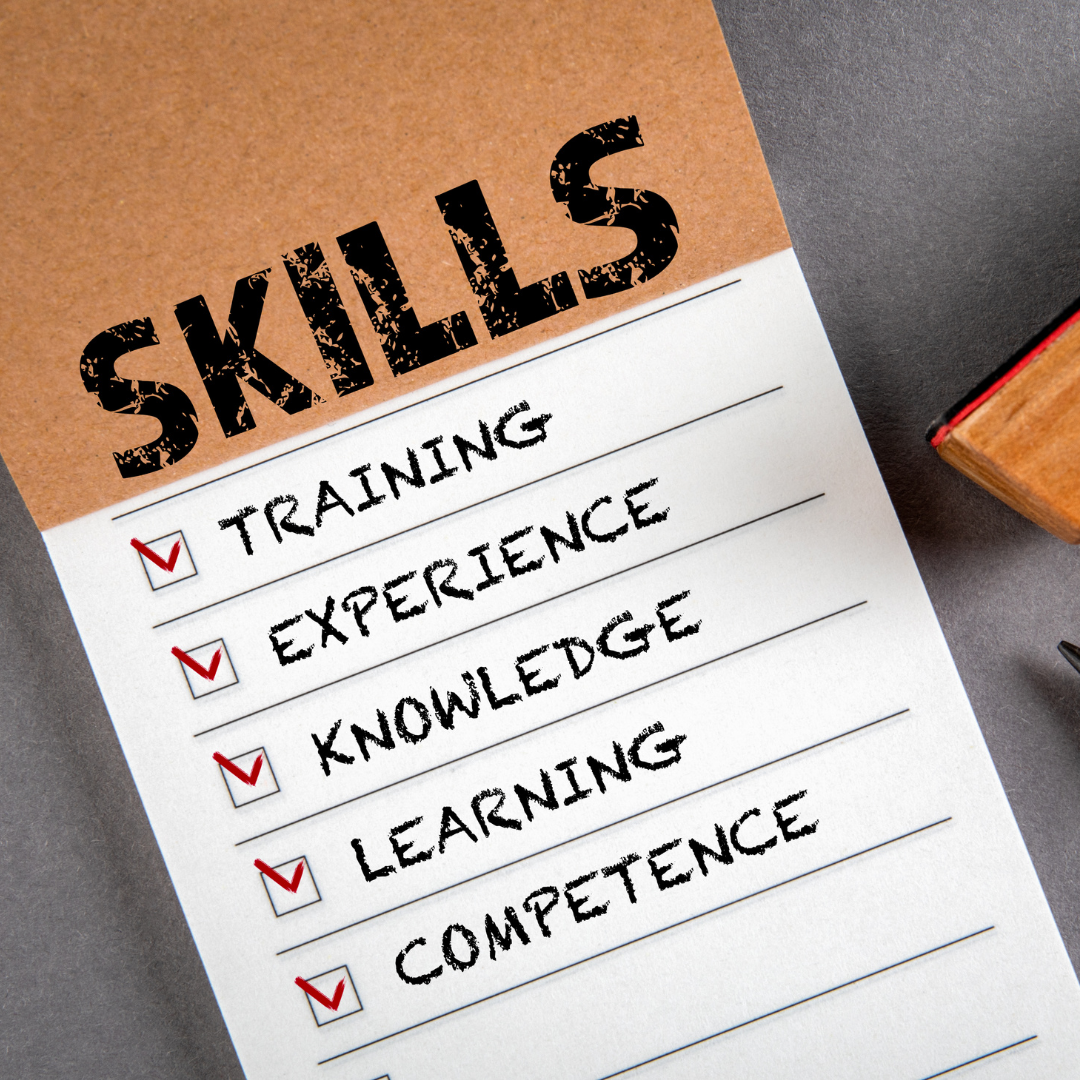 SKILLS
TRAINING
EXPERIENCE
KNOWLEDGE
LEARNING
COMPETENCE